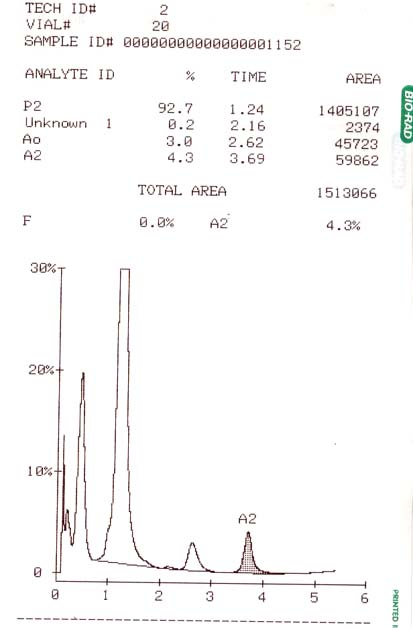 TECH ID# 2
VIAL# 20
SAMPLE ID# 000000000000000001152
ANALYTE ID % TIME AREA
P2 92.7 1.24 1405107
Unknown 1 0.2 2.16 2374
Ao 3.0 2.62 45723
A2 4.3 3.69 59862
TOTAL AREA 1513066
F 0.0% A2 4.3%
30%
20%
10%
0
A2
0 1 2 3 4 5 6
BIO-RAD
PRINTED